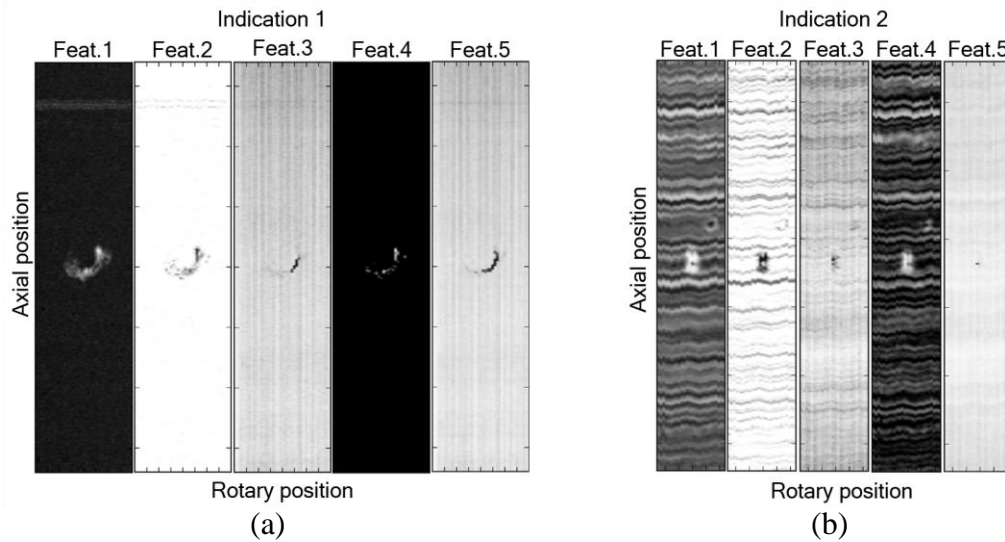 Indication 1
Feat.1 Feat.2 Feat.3 Feat.4 Feat.5
Axial position
Rotary position
(a)
Indication 2
Feat.1 Feat.2 Feat.3 Feat.4 Feat.5
Axial position
Rotary position
(b)